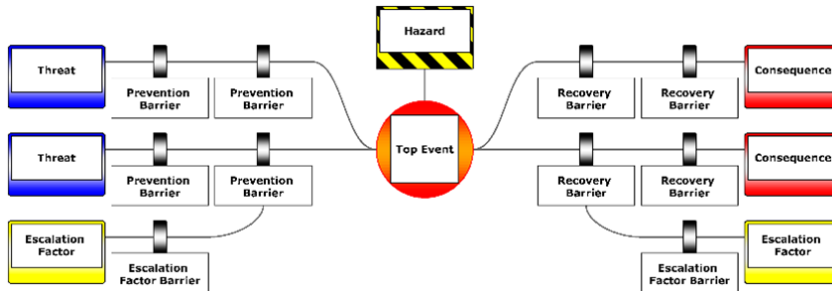 Hazard
Threat
Prevention
Barrier
Prevention
Barrier
Recovery
Barrier
Recovery
Barrier
Consequence
Top Event
Threat
Prevention
Barrier
Prevention
Barrier
Recovery
Barrier
Recovery
Barrier
Consequence
Escalation
Factor
Escalation
Factor Barrier
Escalation
Factor Barrier
Escalation
Factor